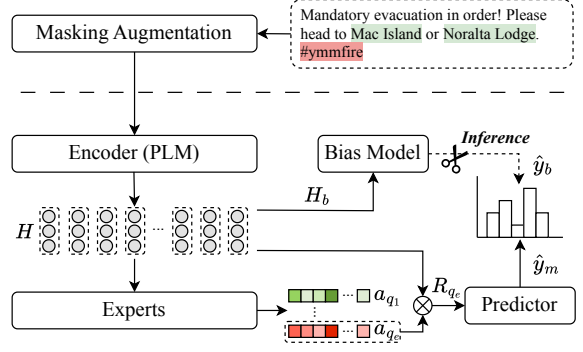 Masking Augmentation
Mandatory evacuation in order! Please
head to Mac Island or Noralta Lodge.
#ymmfire
Encoder (PLM)
Bias Model
Inference
ŷ_b
H
...
H_b
ŷ_m
Experts
... a_{q_1}
... a_{q_e}
R_{q_e}
Predictor